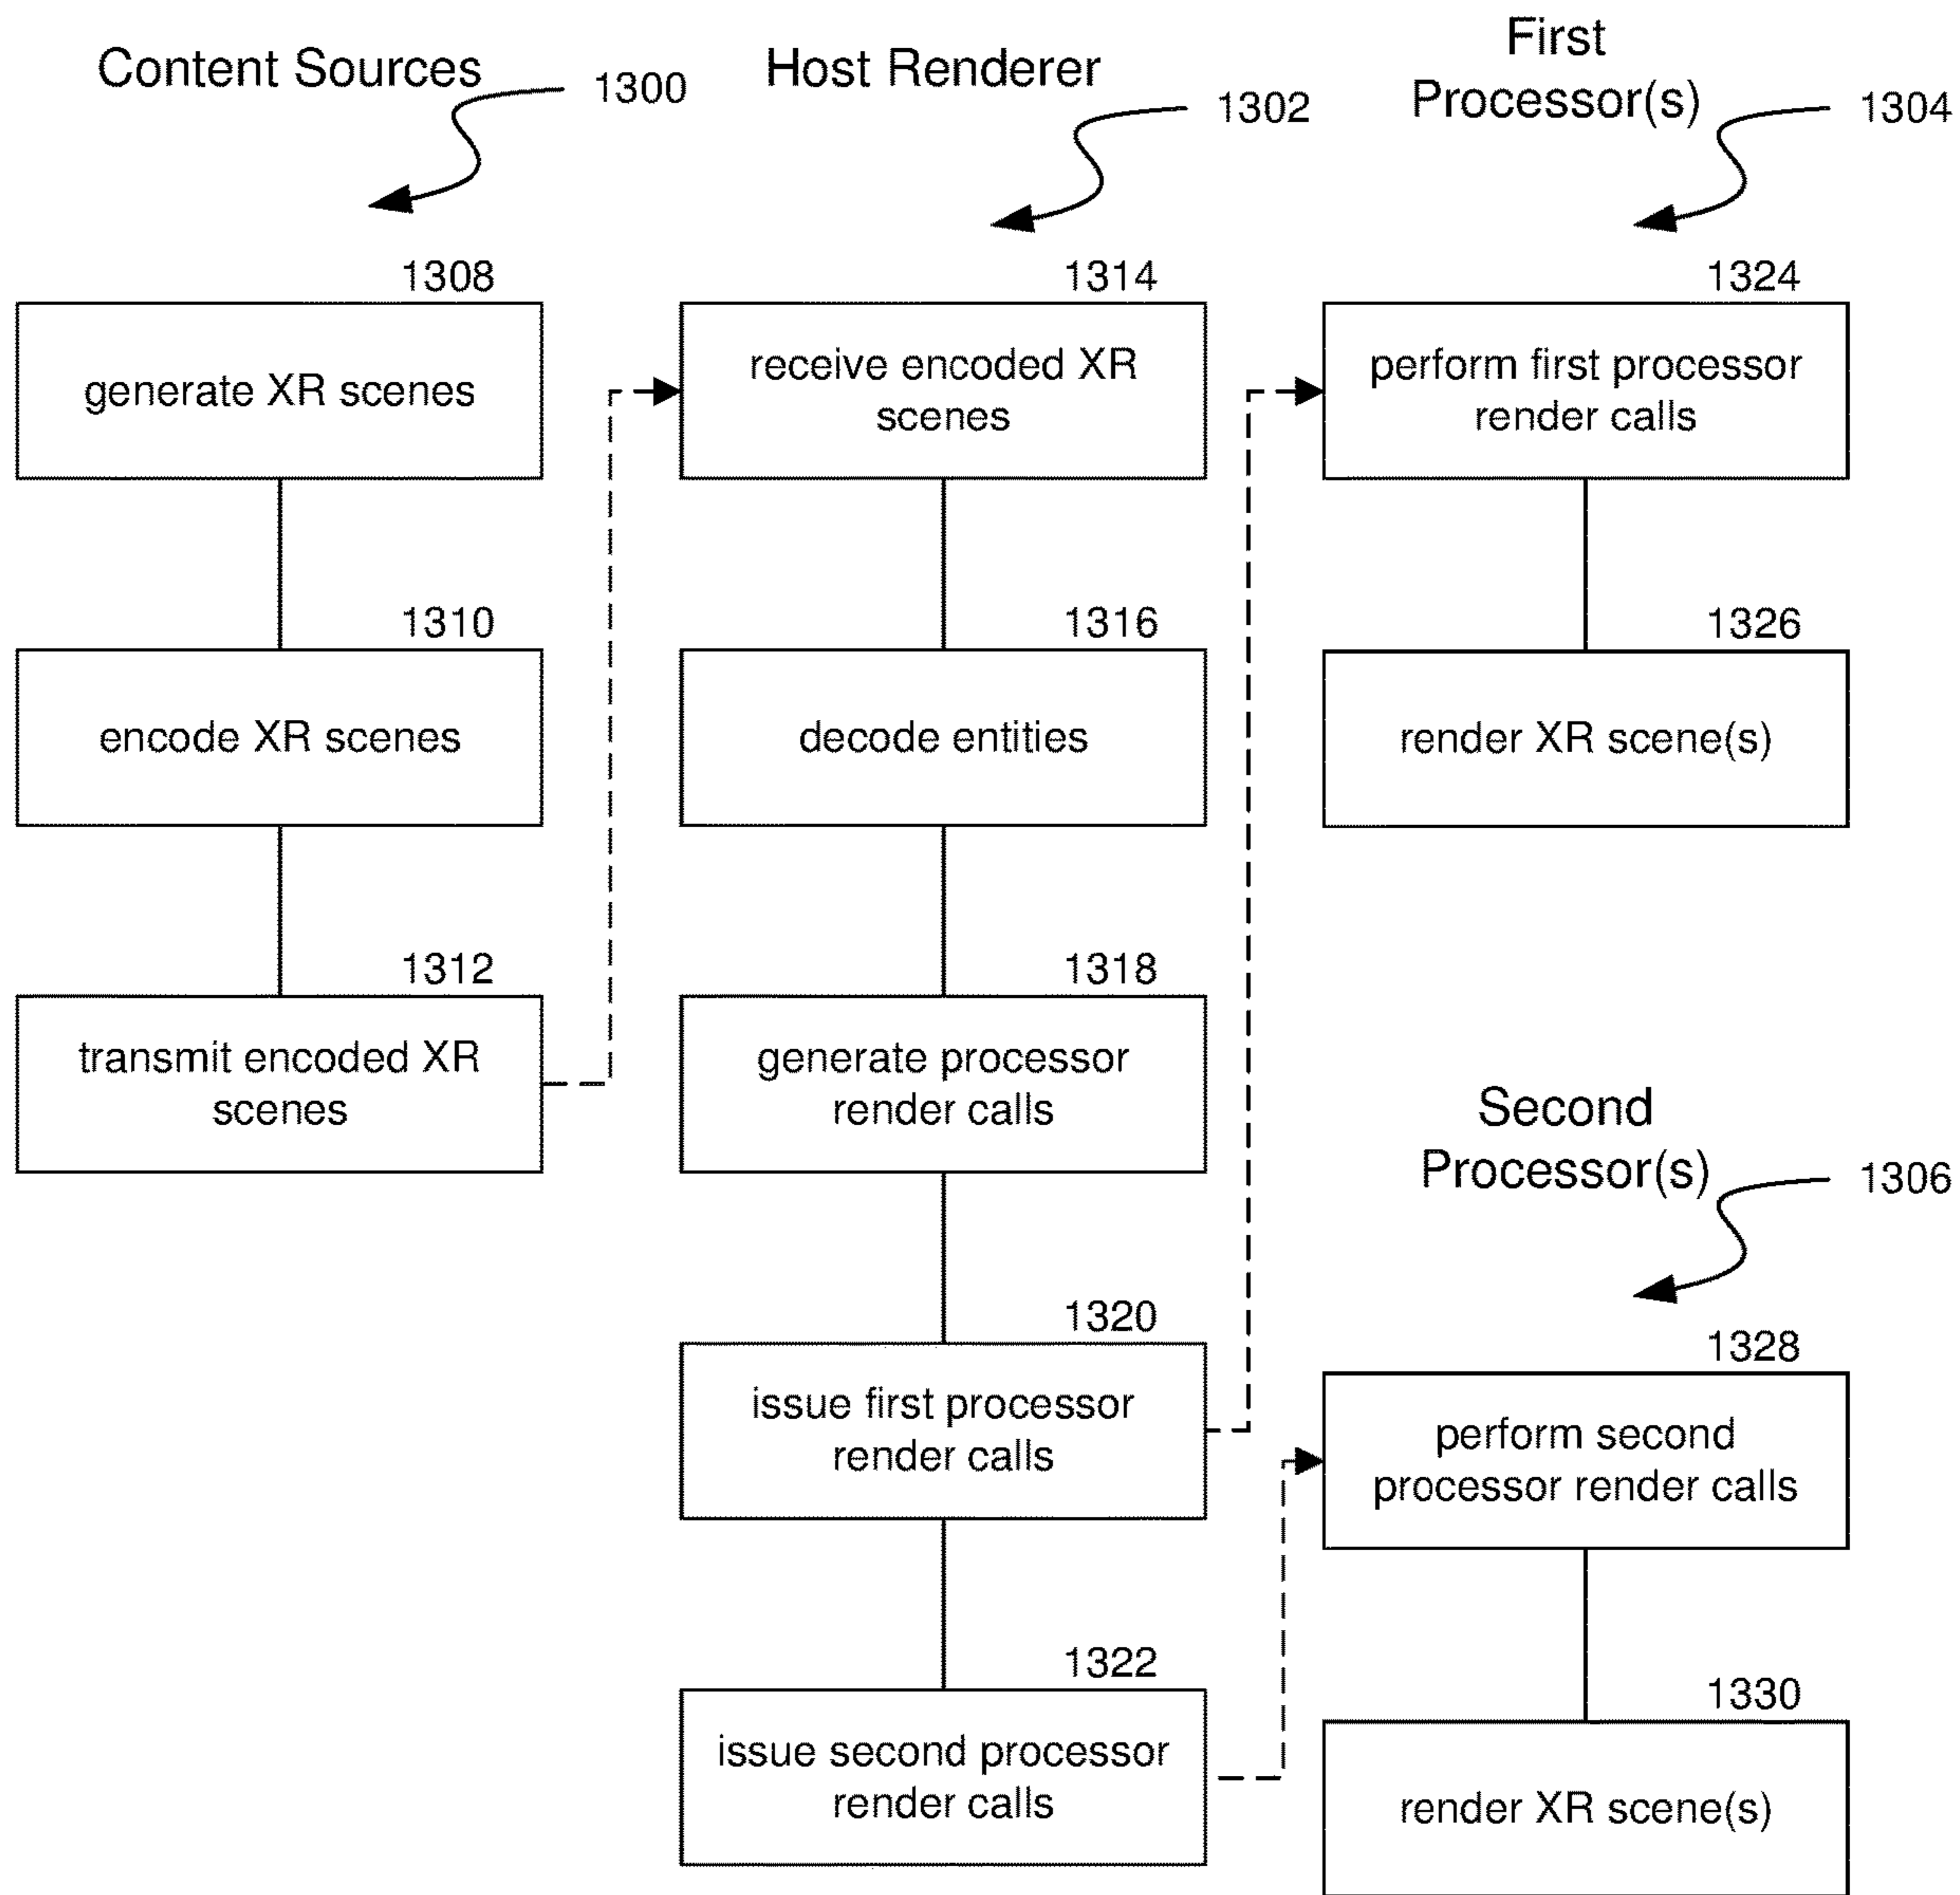 Content Sources
1300
1308
generate XR scenes
1310
encode XR scenes
1312
transmit encoded XR
scenes
Host Renderer
1302
1314
receive encoded XR
scenes
1316
decode entities
1318
generate processor
render calls
1320
issue first processor
render calls
1322
issue second processor
render calls
First
Processor(s)
1304
1324
perform first processor
render calls
1326
render XR scene(s)
Second
Processor(s)
1306
1328
perform second
processor render calls
1330
render XR scene(s)